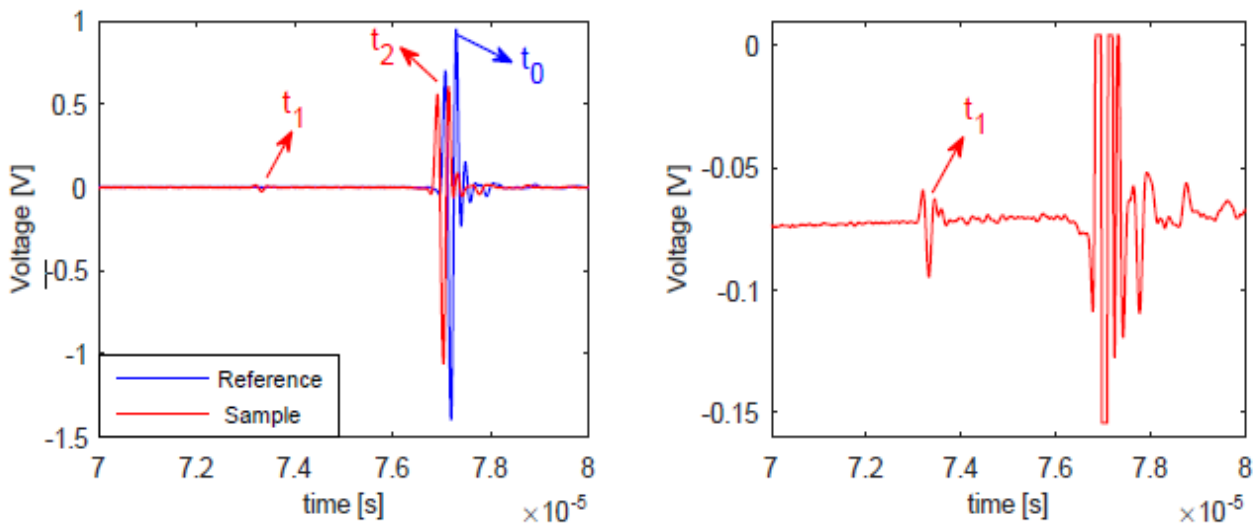 1
0.5
0
-0.5
-1
-1.5
Voltage [V]
t2
t0
t1
Reference
Sample
7
7.2
7.4
7.6
7.8
8
time [s]
×10-5
0
-0.05
-0.1
-0.15
Voltage [V]
t1
7
7.2
7.4
7.6
7.8
8
time [s]
×10-5